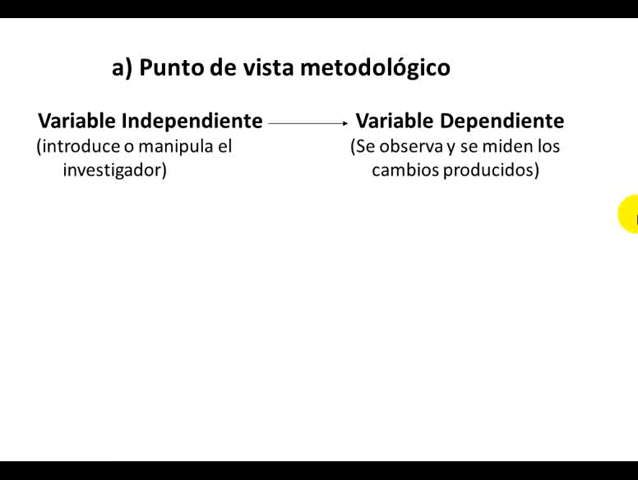 a) Punto de vista metodológico
Variable Independiente
Variable Dependiente
(introduce o manipula el
investigador)
(Se observa y se miden los
cambios producidos)